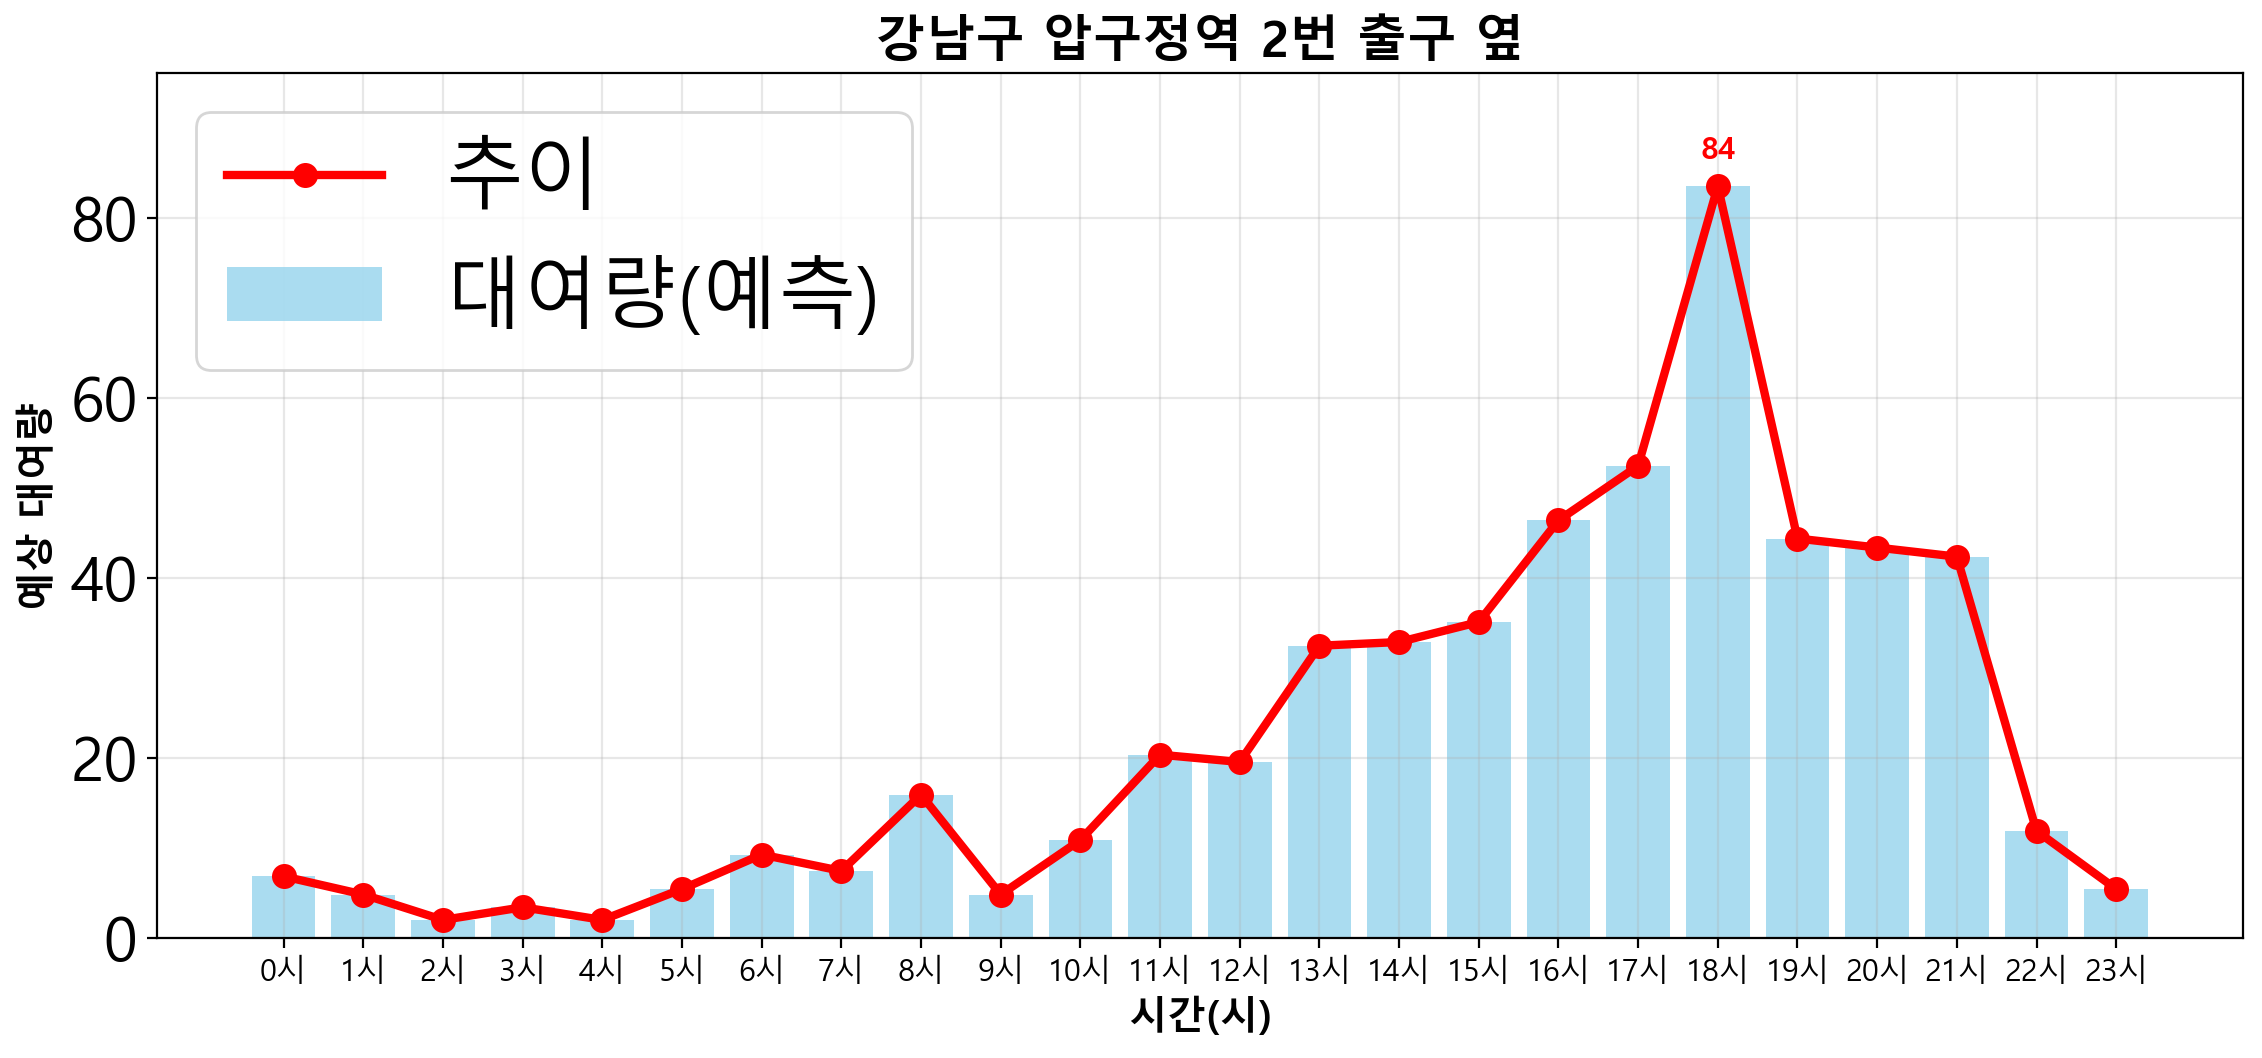 강남구 압구정역 2번 출구 옆
추이
대여량(예측)
84
예상 대여량
80
60
40
20
0
0시 1시 2시 3시 4시 5시 6시 7시 8시 9시 10시 11시 12시 13시 14시 15시 16시 17시 18시 19시 20시 21시 22시 23시
시간(시)